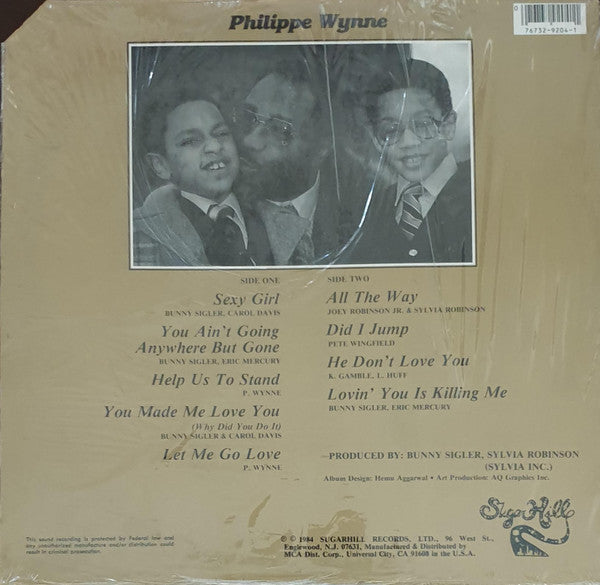 Philippe Wynne
0
76732-9204-1
SIDE ONE
Sexy Girl
BUNNY SIGLER, CAROL DAVIS
You Ain't Going
Anywhere But Gone
BUNNY SIGLER, ERIC MERCURY
Help Us To Stand
P. WYNNE
You Made Me Love You
(Why Did You Do It)
BUNNY SIGLER & CAROL DAVIS
Let Me Go Love
P. WYNNE
SIDE TWO
All The Way
JOEY ROBINSON JR. & SYLVIA ROBINSON
Did I Jump
PETE WINGFIELD
He Don't Love You
K. GAMBLE, L. HUFF
Lovin' You Is Killing Me
BUNNY SIGLER, ERIC MERCURY
—PRODUCED BY: BUNNY SIGLER, SYLVIA ROBINSON
(SYLVIA INC.)
Album Design: Hemu Aggarwal • Art Production: AQ Graphics Inc.
Sugar Hill
This sound recording is protected by Federal law and
any unauthorized manufacture and/or distribution could
result in criminal prosecution.
℗ © 1984 SUGARHILL RECORDS, LTD., 96 West St.,
Englewood, N.J. 07631, Manufactured & Distributed by
MCA Dist. Corp., Universal City, CA 91608 in the U.S.A.